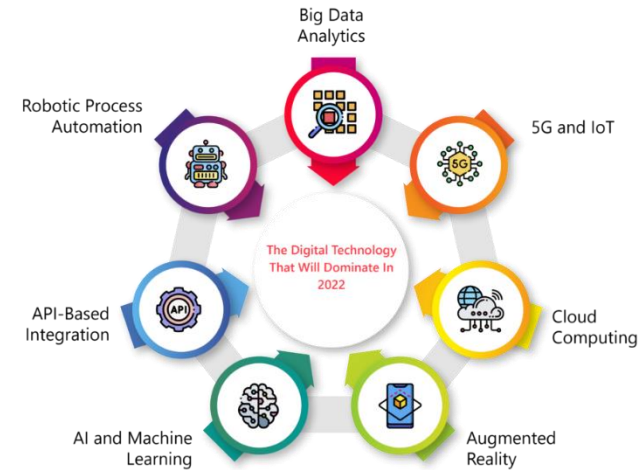 Big Data
Analytics
Robotic Process
Automation
5G and IoT
5G
The Digital Technology
That Will Dominate In
2022
API-Based
Integration
API
Cloud
Computing
AI and Machine
Learning
Augmented
Reality